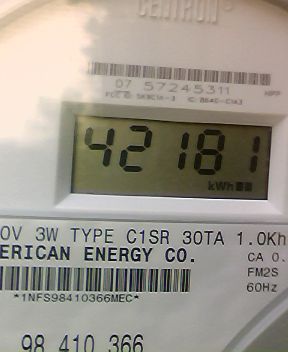 CENTRON®
07 57245311
42181
kWh
0V 3W TYPE C1SR 30TA 1.0Kh
ERICAN ENERGY CO.
CA 0.
FM2S
*1NFS98410366MEC*
60Hz
98 410 366